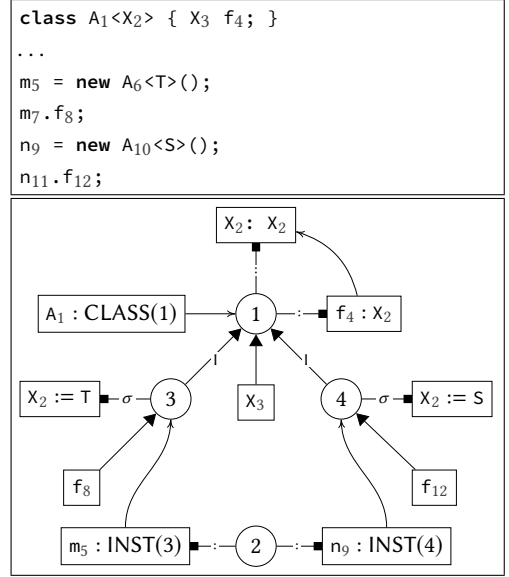 class A₁<X₂> { X₃ f₄; }
...
m₅ = new A₆<T>();
m₇.f₈;
n₉ = new A₁₀<S>();
n₁₁.f₁₂;
X₂: X₂
:
A₁ : CLASS(1) 1 : f₄ : X₂
I I
X₂ := T σ 3 X₃ 4 σ X₂ := S
f₈ f₁₂
m₅ : INST(3) : 2 : n₉ : INST(4)